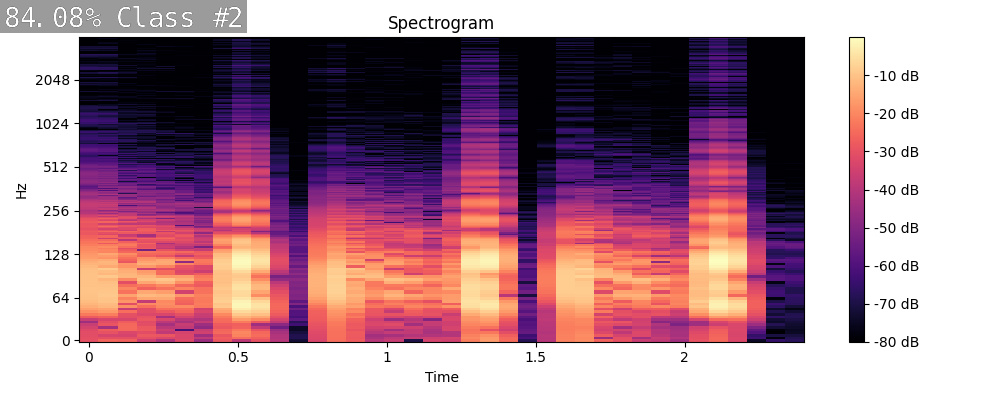 84.08% Class #2
Spectrogram
Hz
2048
1024
512
256
128
64
0
0
0.5
1
1.5
2
Time
-10 dB
-20 dB
-30 dB
-40 dB
-50 dB
-60 dB
-70 dB
-80 dB